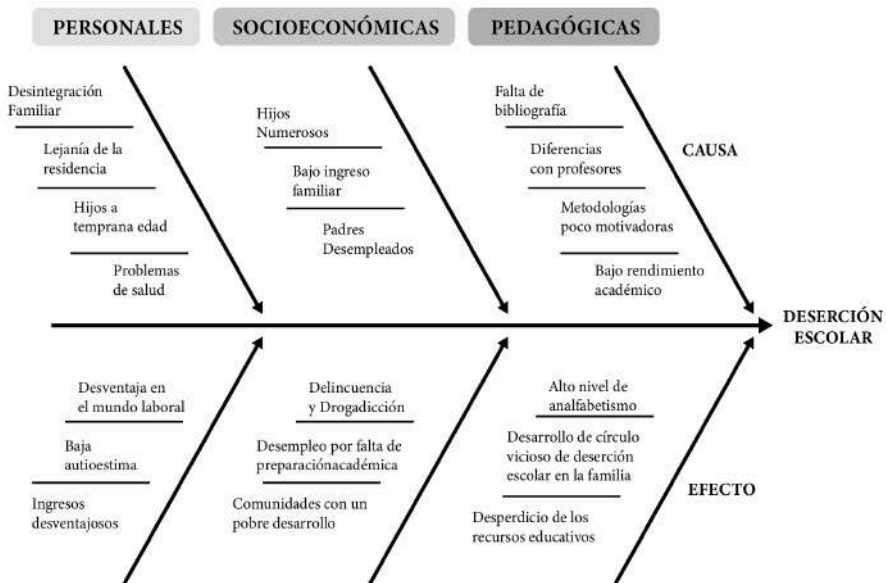 PERSONALES
SOCIOECONÓMICAS
PEDAGÓGICAS
Desintegración
Familiar
Lejanía de la
residencia
Hijos a
temprana edad
Problemas
de salud
Hijos
Numerosos
Bajo ingreso
familiar
Padres
Desempleados
Falta de
bibliografía
Diferencias
con profesores
Metodologías
poco motivadoras
Bajo rendimiento
académico
CAUSA
DESERCIÓN
ESCOLAR
Desventaja en
el mundo laboral
Baja
autioestima
Ingresos
desventajosos
Delincuencia
y Drogadicción
Desempleo por falta de
preparaciónacadémica
Comunidades con un
pobre desarrollo
Alto nivel de
analfabetismo
Desarrollo de círculo
vicioso de deserción
escolar en la familia
Desperdicio de los
recursos educativos
EFECTO